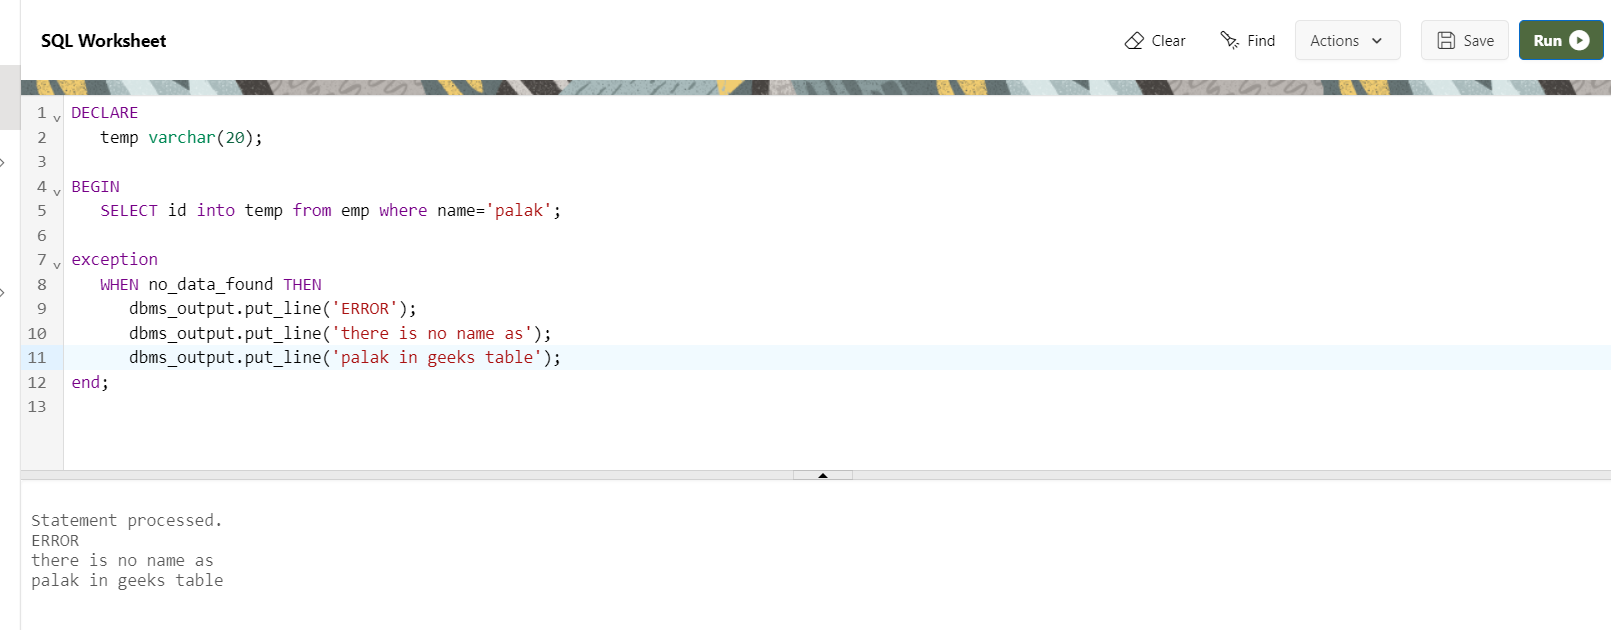 SQL Worksheet
Clear Find Actions Save Run
1 DECLARE
2 temp varchar(20);
3
4 BEGIN
5 SELECT id into temp from emp where name='palak';
6
7 exception
8 WHEN no_data_found THEN
9 dbms_output.put_line('ERROR');
10 dbms_output.put_line('there is no name as');
11 dbms_output.put_line('palak in geeks table');
12 end;
13
Statement processed.
ERROR
there is no name as
palak in geeks table